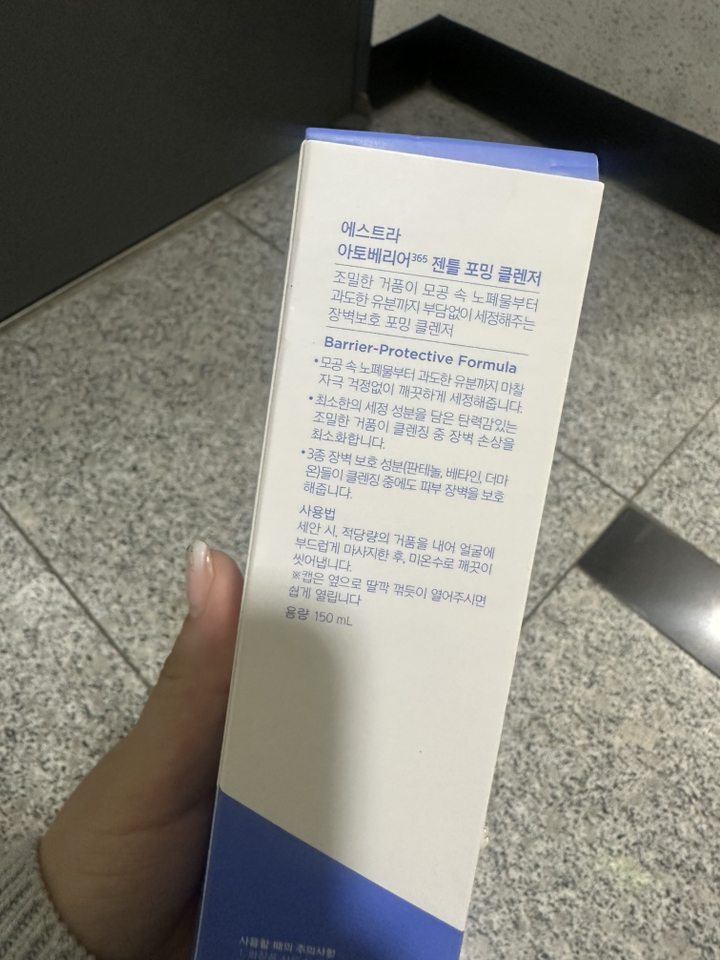 에스트라
아토베리어³⁶⁵ 젠틀 포밍 클렌저
조밀한 거품이 모공 속 노폐물부터
과도한 유분까지 부담없이 세정해주는
장벽보호 포밍 클렌저
Barrier-Protective Formula
•모공 속 노폐물부터 과도한 유분까지 마찰
자극 걱정없이 깨끗하게 세정해줍니다.
•최소한의 세정 성분을 담은 탄력감있는
조밀한 거품이 클렌징 중 장벽 손상을
최소화합니다.
•3종 장벽 보호 성분(판테놀, 베타인, 더마
온)들이 클렌징 중에도 피부 장벽을 보호
해줍니다.
사용법
세안 시, 적당량의 거품을 내어 얼굴에
부드럽게 마사지한 후, 미온수로 깨끗이
씻어냅니다.
※캡은 옆으로 딸깍 꺾듯이 열어주시면
쉽게 열립니다
용량 150 mL
사용할 때의 주의사항